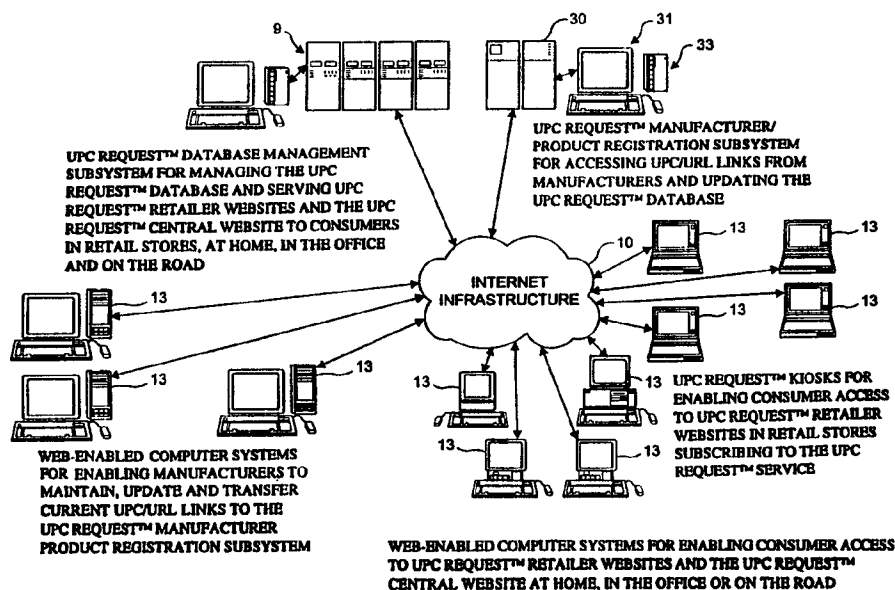 9
30
31
33
UPC REQUEST™ DATABASE MANAGEMENT
SUBSYSTEM FOR MANAGING THE UPC
REQUEST™ DATABASE AND SERVING UPC
REQUEST™ RETAILER WEBSITES AND THE UPC
REQUEST™ CENTRAL WEBSITE TO CONSUMERS
IN RETAIL STORES, AT HOME, IN THE OFFICE
AND ON THE ROAD
UPC REQUEST™ MANUFACTURER/
PRODUCT REGISTRATION SUBSYSTEM
FOR ACCESSING UPC/URL LINKS FROM
MANUFACTURERS AND UPDATING THE
UPC REQUEST™ DATABASE
10
INTERNET
INFRASTRUCTURE
13
13
13
13
13
13
13
13
13
13
13
WEB-ENABLED COMPUTER SYSTEMS
FOR ENABLING MANUFACTURERS TO
MAINTAIN, UPDATE AND TRANSFER
CURRENT UPC/URL LINKS TO THE
UPC REQUEST™ MANUFACTURER
PRODUCT REGISTRATION SUBSYSTEM
UPC REQUEST™ KIOSKS FOR
ENABLING CONSUMER ACCESS
TO UPC REQUEST™ RETAILER
WEBSITES IN RETAIL STORES
SUBSCRIBING TO THE UPC
REQUEST™ SERVICE
WEB-ENABLED COMPUTER SYSTEMS FOR ENABLING CONSUMER ACCESS
TO UPC REQUEST™ RETAILER WEBSITES AND THE UPC REQUEST™
CENTRAL WEBSITE AT HOME, IN THE OFFICE OR ON THE ROAD